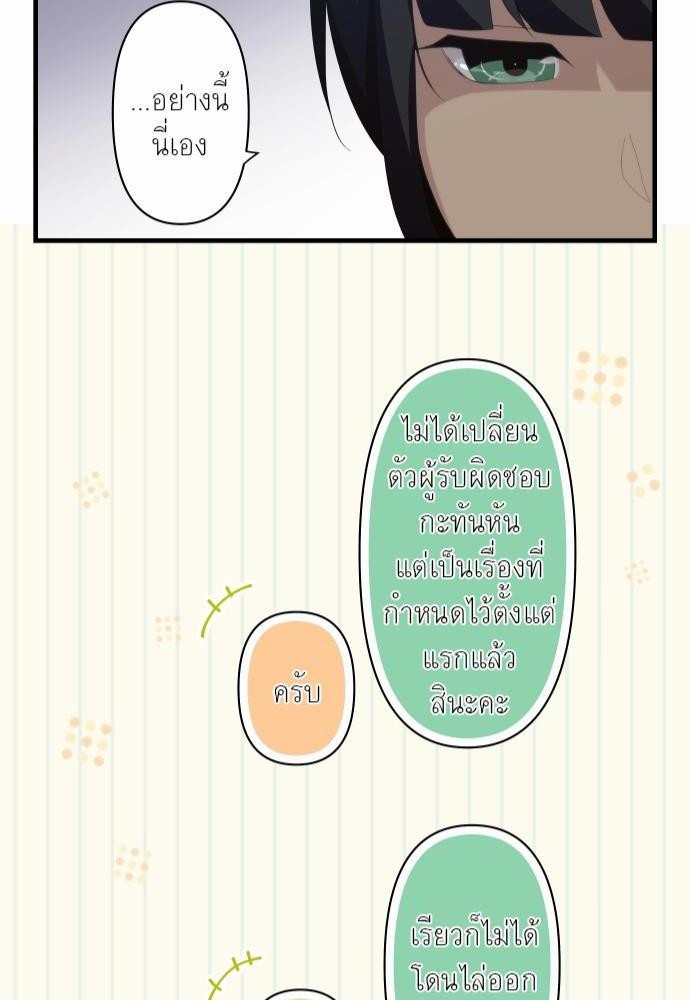 ...อย่างนี้
นี่เอง
ไม่ได้เปลี่ยน
ตัวผู้รับผิดชอบ
กะทันหัน
แต่เป็นเรื่องที่
กำหนดไว้ตั้งแต่
แรกแล้ว
สินะคะ
ครับ
เรียวก็ไม่ได้
โดนไล่ออก